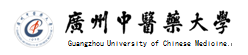 廣州中醫藥大學
Guangzhou University of Chinese Medicine.